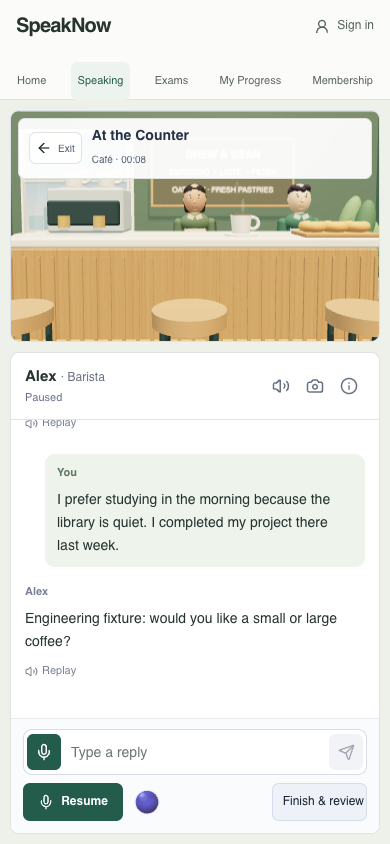 SpeakNow
Sign in
Home
Speaking
Exams
My Progress
Membership
Exit
At the Counter
Café · 00:08
FRESH PASTRIES
Alex · Barista
Paused
Replay
You
I prefer studying in the morning because the
library is quiet. I completed my project there
last week.
Alex
Engineering fixture: would you like a small or large
coffee?
Replay
Type a reply
Resume
Finish & review